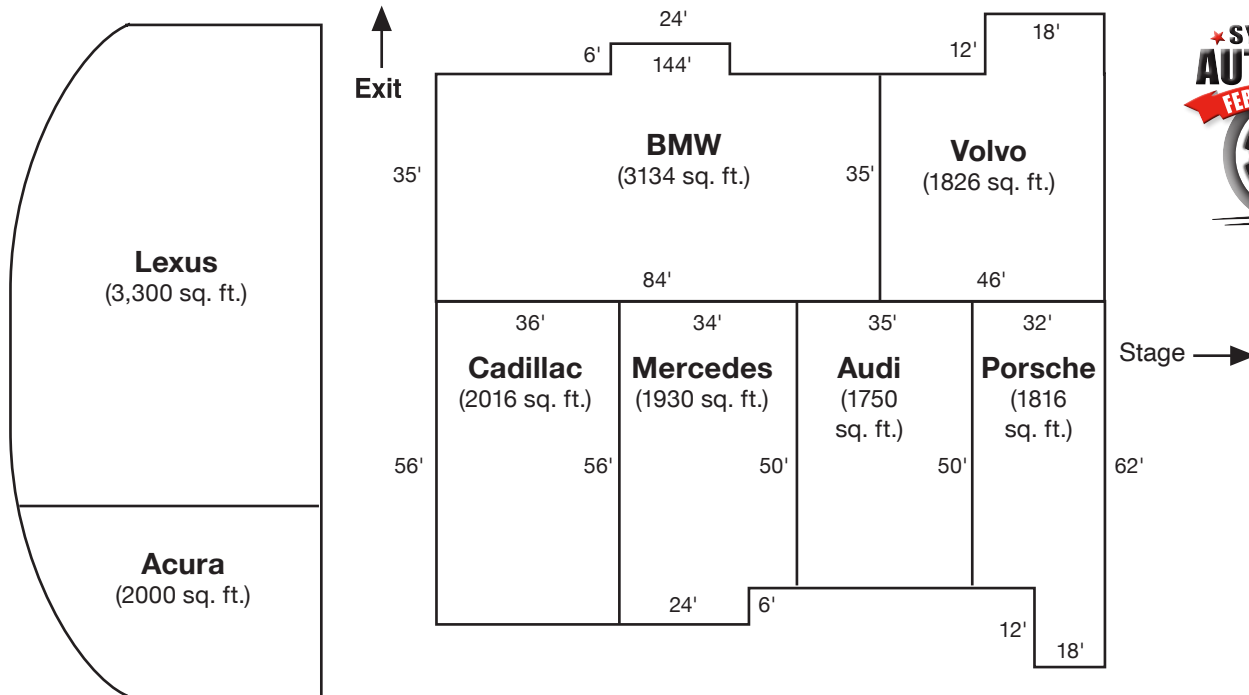 24'
6'
144'
12'
18'
Exit
35'
BMW
(3134 sq. ft.)
35'
Volvo
(1826 sq. ft.)
84'
46'
Lexus
(3,300 sq. ft.)
36'
34'
35'
32'
Cadillac
(2016 sq. ft.)
Mercedes
(1930 sq. ft.)
Audi
(1750
sq. ft.)
Porsche
(1816
sq. ft.)
Stage
56'
56'
50'
50'
62'
Acura
(2000 sq. ft.)
24'
6'
12'
18'